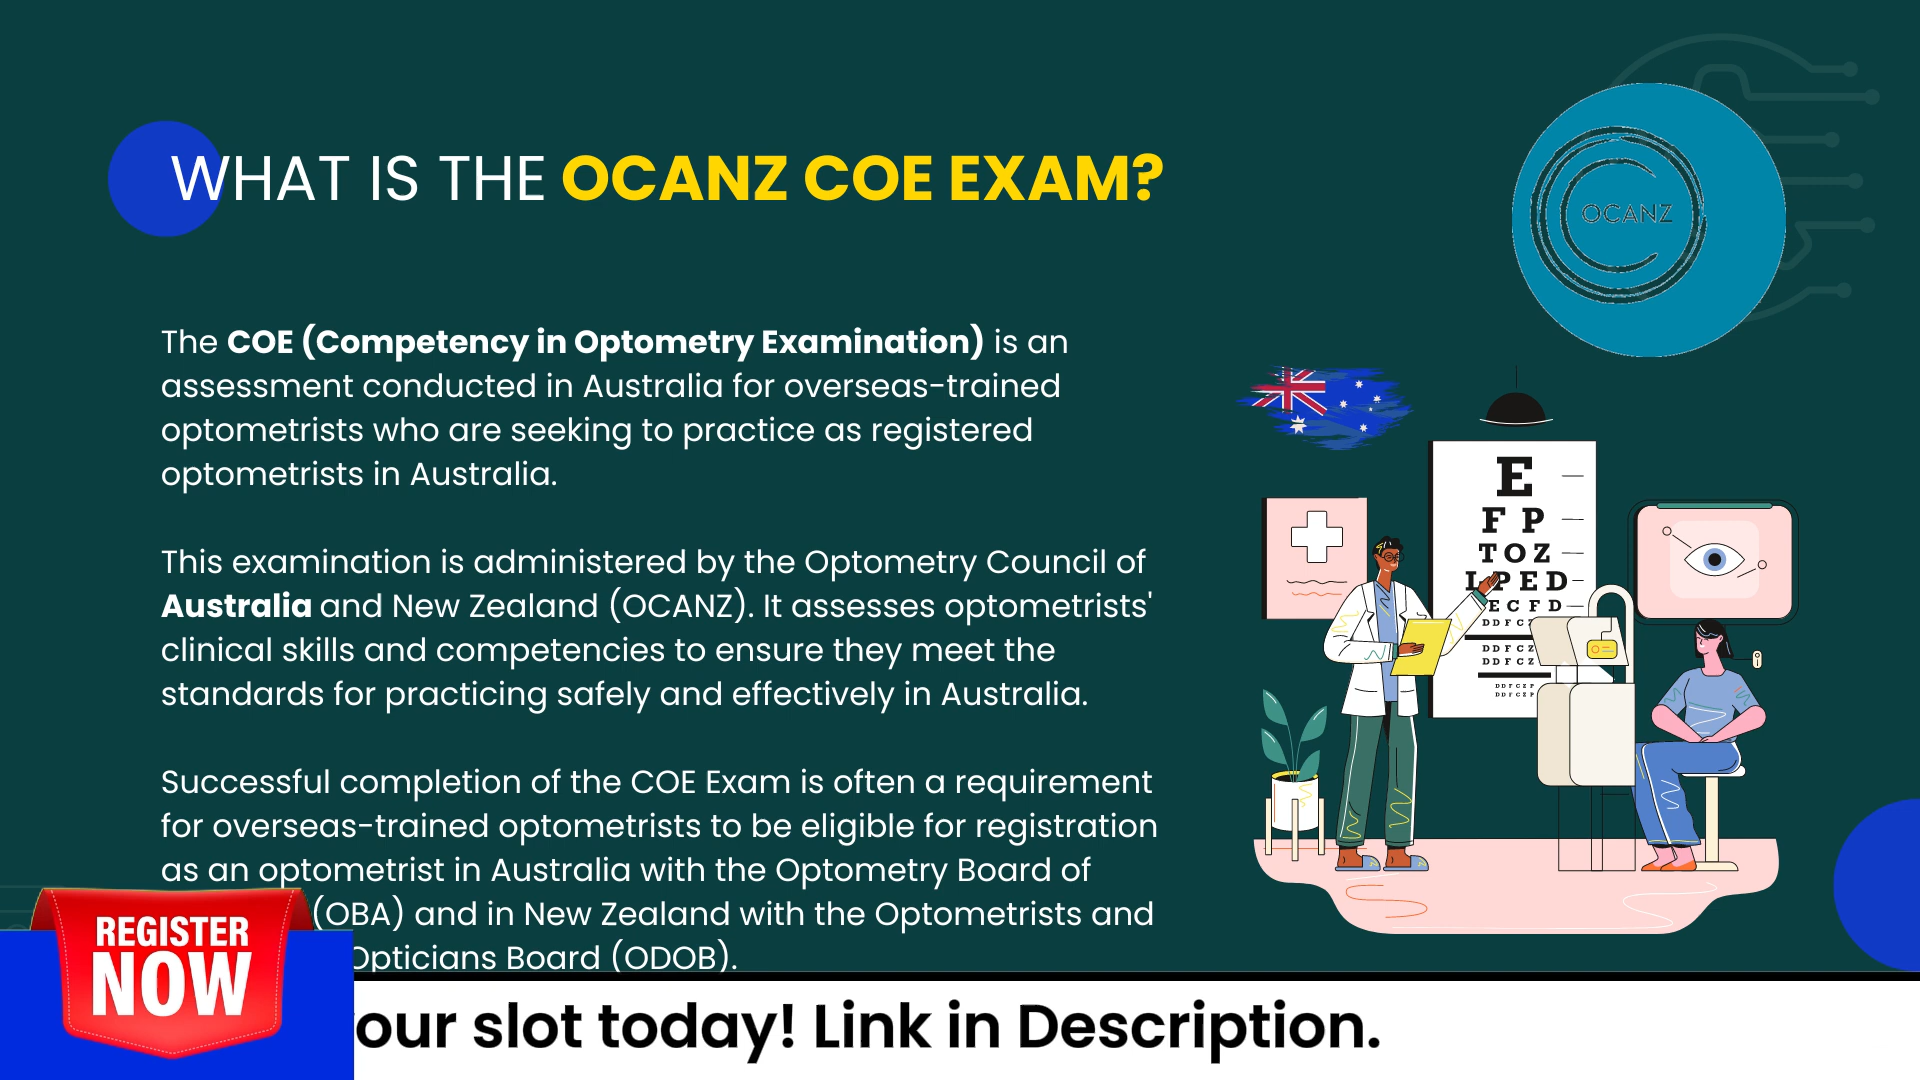 WHAT IS THE OCANZ COE EXAM?
OCANZ
The COE (Competency in Optometry Examination) is an
assessment conducted in Australia for overseas-trained
optometrists who are seeking to practice as registered
optometrists in Australia.
This examination is administered by the Optometry Council of
Australia and New Zealand (OCANZ). It assesses optometrists'
clinical skills and competencies to ensure they meet the
standards for practicing safely and effectively in Australia.
Successful completion of the COE Exam is often a requirement
for overseas-trained optometrists to be eligible for registration
as an optometrist in Australia with the Optometry Board of
(OBA) and in New Zealand with the Optometrists and
Opticians Board (ODOB).
E
F P
T O Z
L P E D
E C F D
D D F C Z
D D F C Z
D D F C Z
D D F C Z P
D D F C Z P
REGISTER
NOW
our slot today! Link in Description.